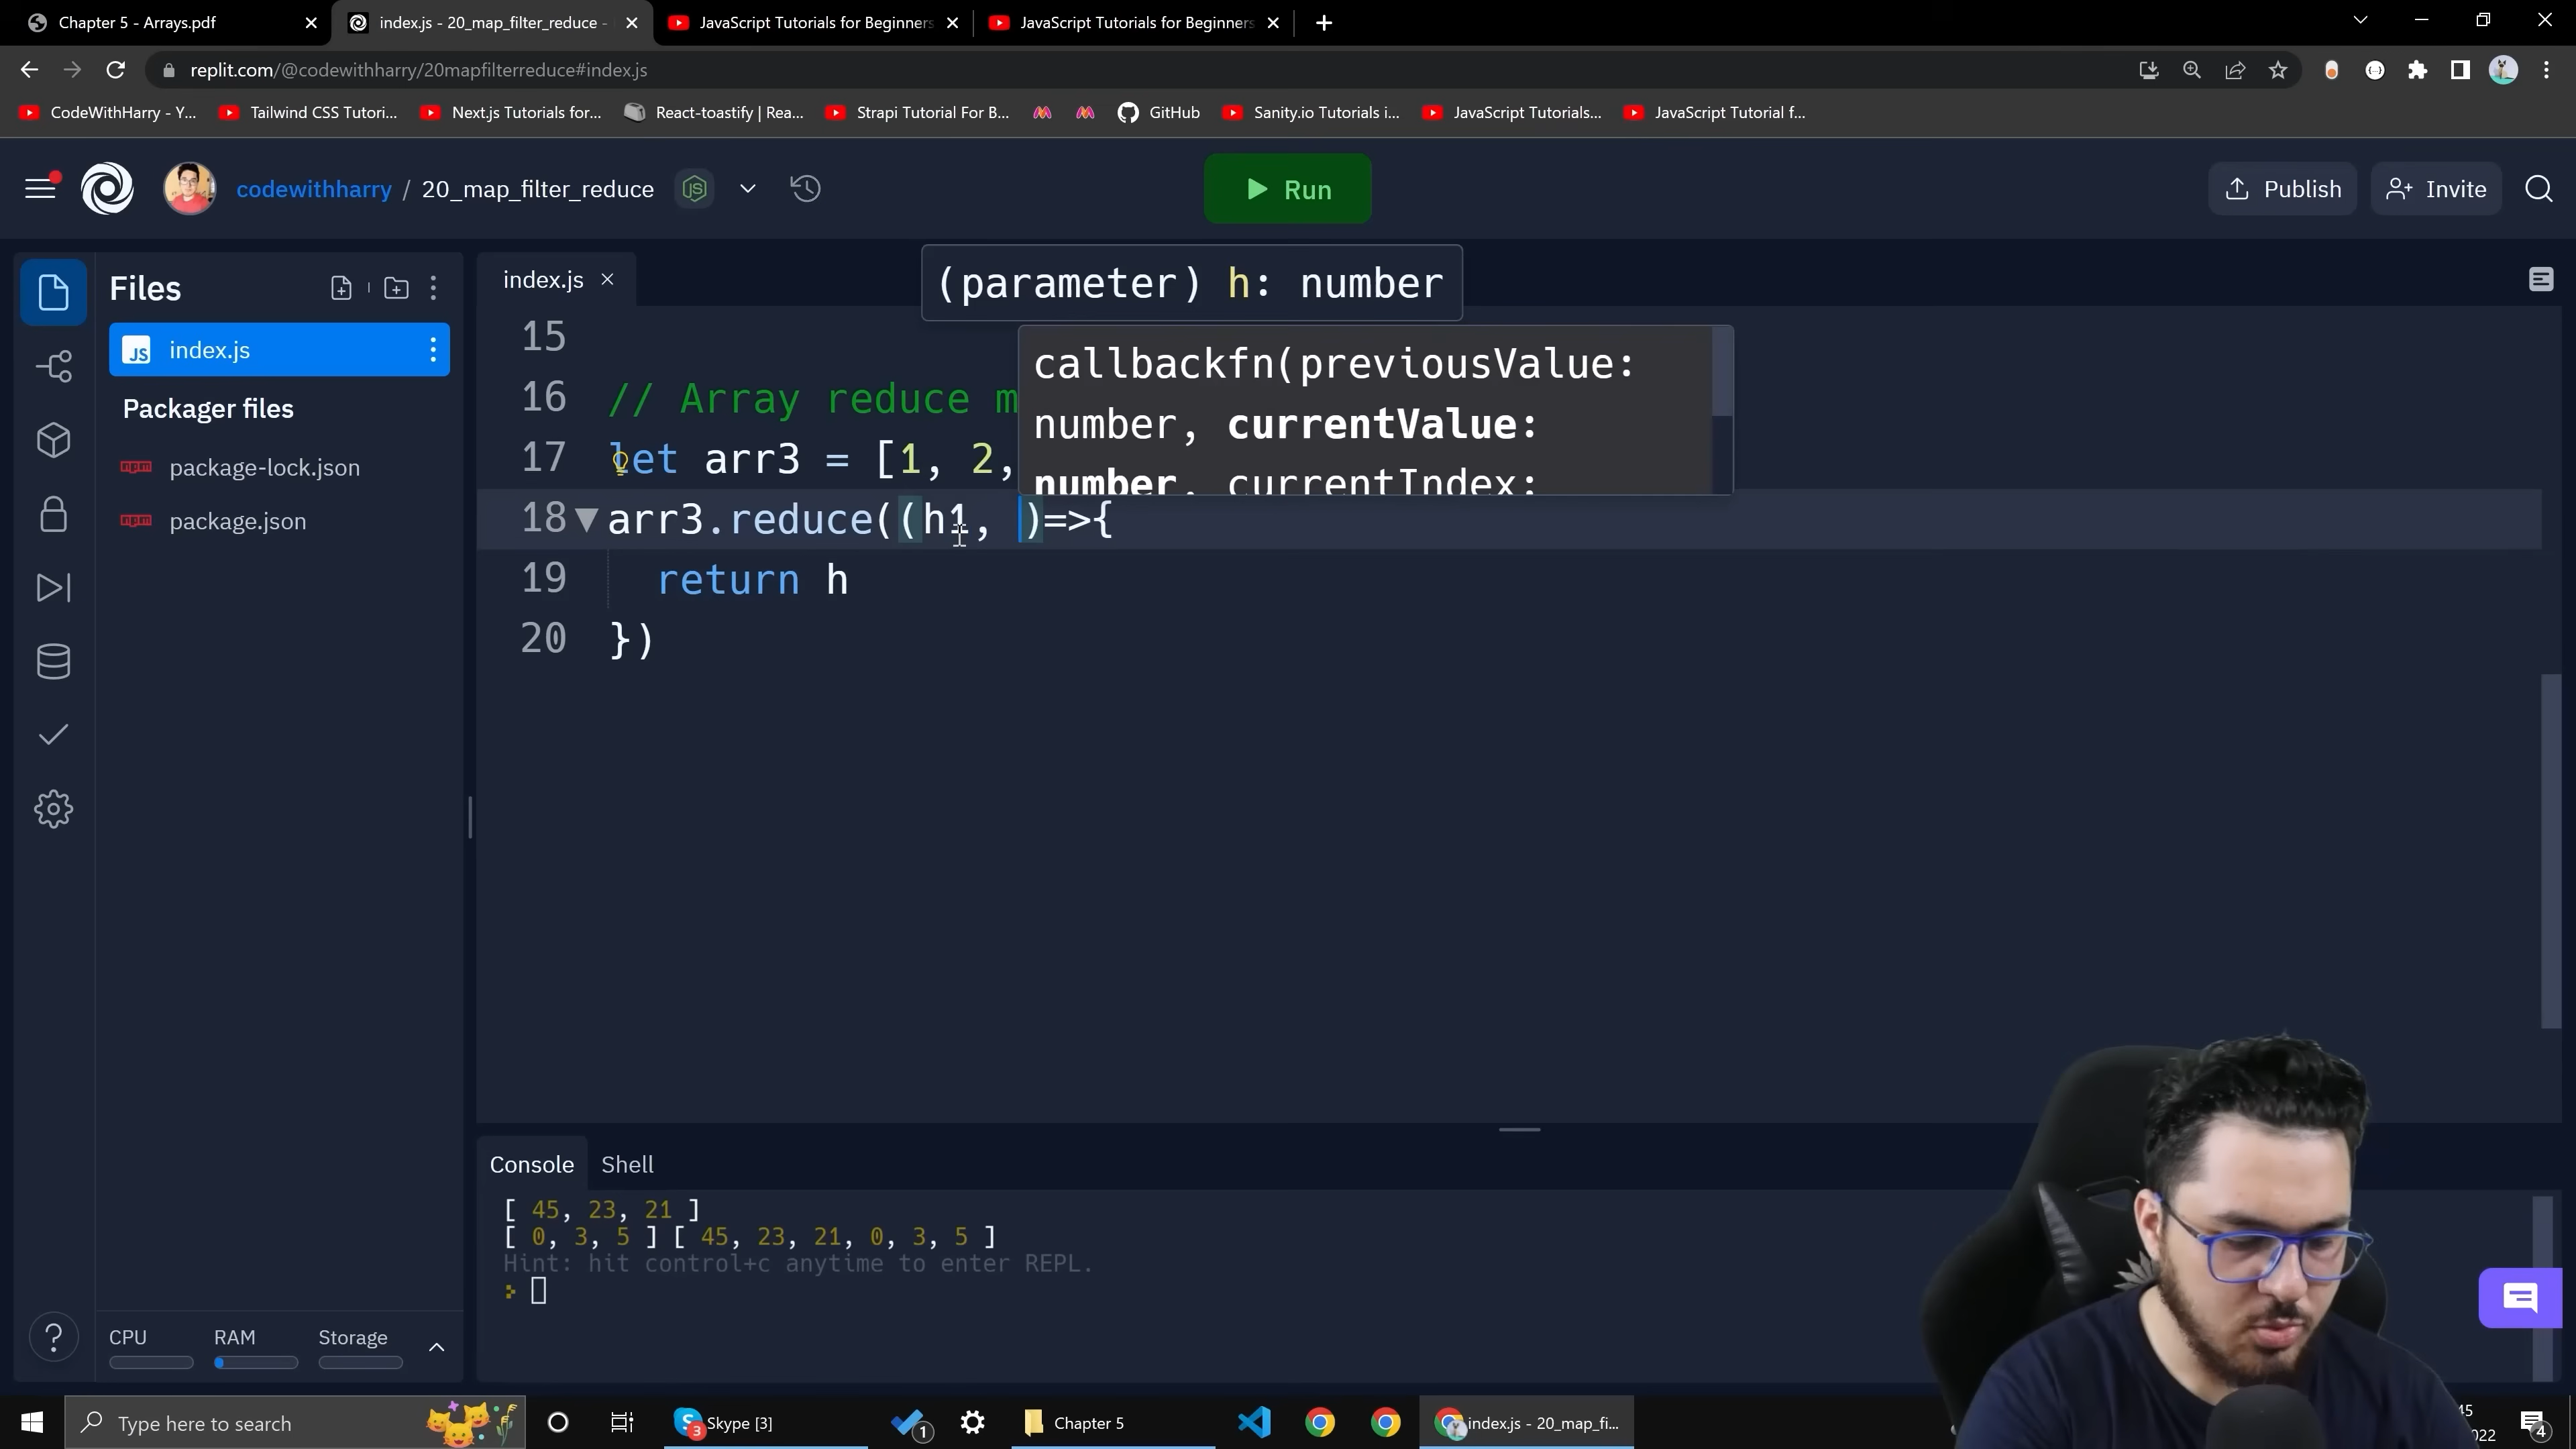 Chapter 5 - Arrays.pdf
index.js - 20_map_filter_reduce -
JavaScript Tutorials for Beginners
JavaScript Tutorials for Beginners
replit.com/@codewithharry/20mapfilterreduce#index.js
CodeWithHarry - Y...
Tailwind CSS Tutori...
Next.js Tutorials for...
React-toastify | Rea...
Strapi Tutorial For B...
GitHub
Sanity.io Tutorials i...
JavaScript Tutorials...
JavaScript Tutorial f...
codewithharry / 20_map_filter_reduce
Run
Publish
Invite
Files
index.js
Packager files
package-lock.json
package.json
index.js
(parameter) h: number
callbackfn(previousValue:
number, currentValue:
number, currentIndex:
15
16 // Array reduce m
17 let arr3 = [1, 2,
18 arr3.reduce((h1, )=>{
19 return h
20 })
Console Shell
[ 45, 23, 21 ]
[ 0, 3, 5 ] [ 45, 23, 21, 0, 3, 5 ]
Hint: hit control+c anytime to enter REPL.
CPU RAM Storage
?
Type here to search
Skype [3]
3
1
Chapter 5
index.js - 20_map_fi...
45
022
4